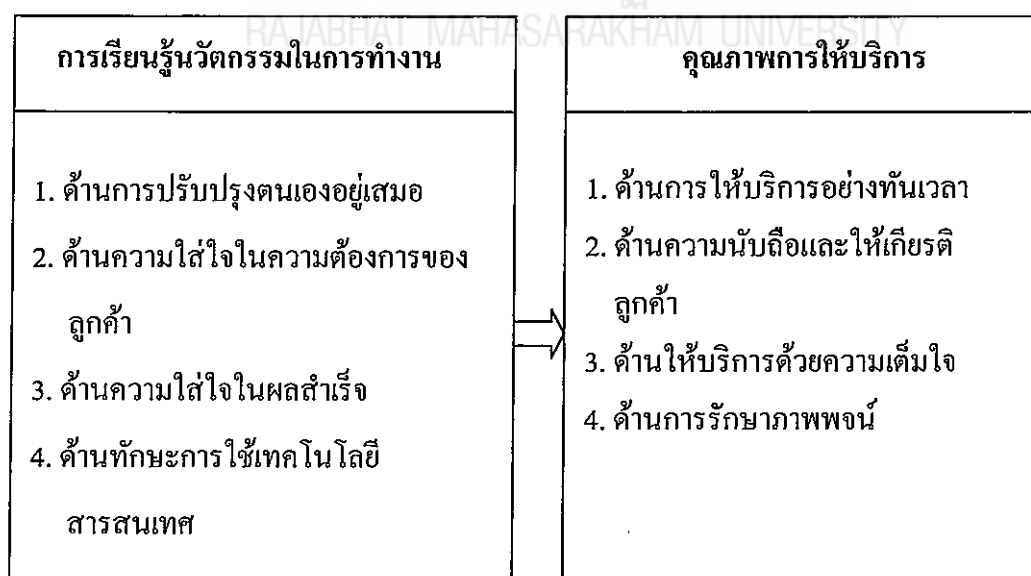 RAJABHAT MAHASARAKHAM UNIVERSITY
การเรียนรู้นวัตกรรมในการทำงาน
1. ด้านการปรับปรุงตนเองอยู่เสมอ
2. ด้านความใส่ใจในความต้องการของ
ลูกค้า
3. ด้านความใส่ใจในผลสำเร็จ
4. ด้านทักษะการใช้เทคโนโลยี
สารสนเทศ
คุณภาพการให้บริการ
1. ด้านการให้บริการอย่างทันเวลา
2. ด้านความนับถือและให้เกียรติ
ลูกค้า
3. ด้านให้บริการด้วยความเต็มใจ
4. ด้านการรักษาภาพพจน์